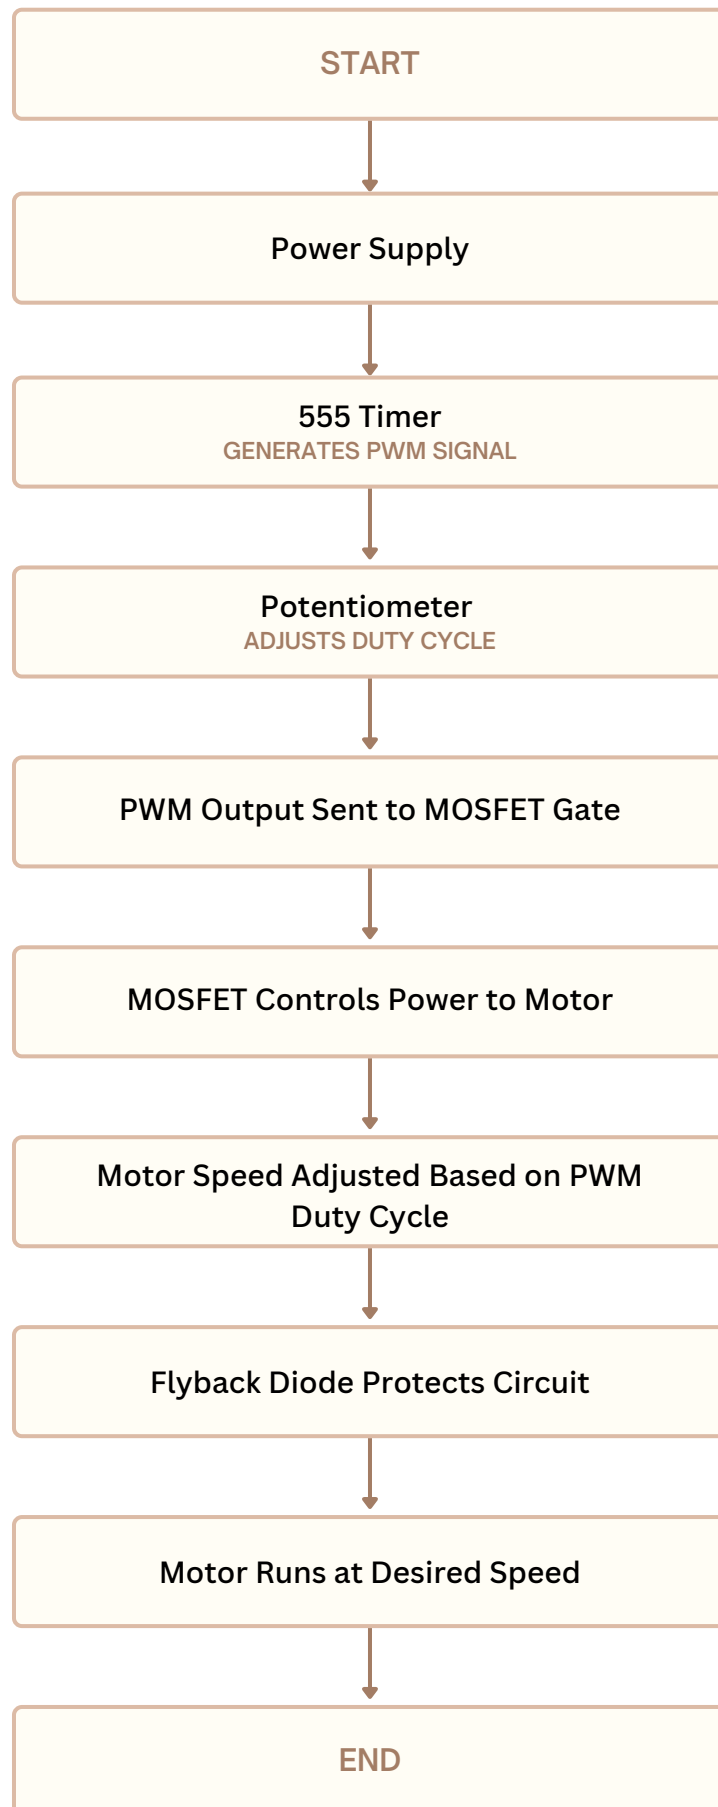 START
Power Supply
555 Timer
GENERATES PWM SIGNAL
Potentiometer
ADJUSTS DUTY CYCLE
PWM Output Sent to MOSFET Gate
MOSFET Controls Power to Motor
Motor Speed Adjusted Based on PWM
Duty Cycle
Flyback Diode Protects Circuit
Motor Runs at Desired Speed
END